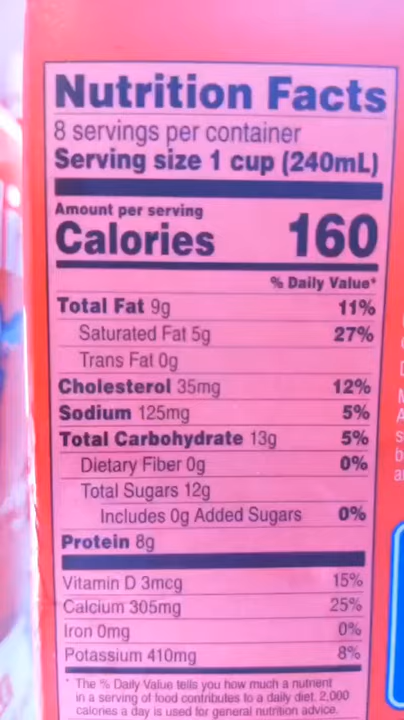 Nutrition Facts
8 servings per container
Serving size 1 cup (240mL)
Amount per serving
Calories 160
% Daily Value*
Total Fat 9g 11%
Saturated Fat 5g 27%
Trans Fat 0g
Cholesterol 35mg 12%
Sodium 125mg 5%
Total Carbohydrate 13g 5%
Dietary Fiber 0g 0%
Total Sugars 12g
Includes 0g Added Sugars 0%
Protein 8g
Vitamin D 3mcg 15%
Calcium 305mg 25%
Iron 0mg 0%
Potassium 410mg 8%
* The % Daily Value tells you how much a nutrient
in a serving of food contributes to a daily diet. 2,000
calories a day is used for general nutrition advice.